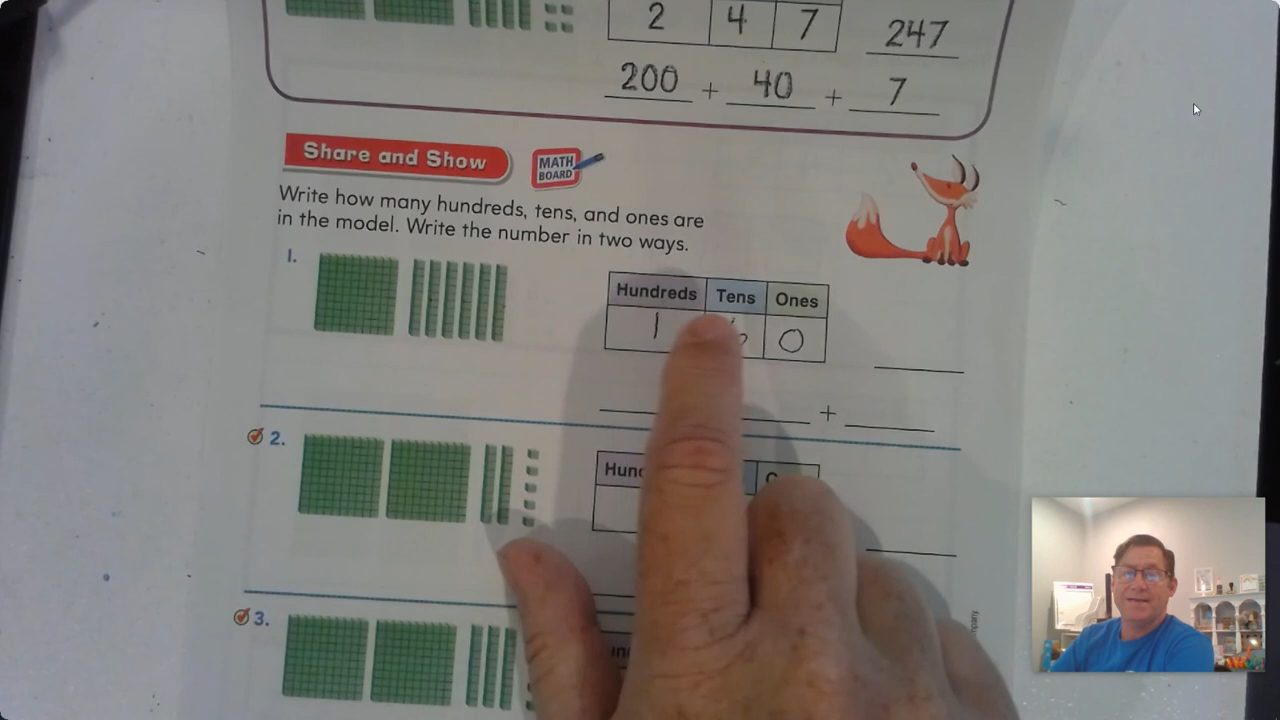 2 4 7 247
200 + 40 + 7
Share and Show MATH BOARD
Write how many hundreds, tens, and ones are
in the model. Write the number in two ways.
1.
Hundreds Tens Ones
1 6 0
+
2.
3.